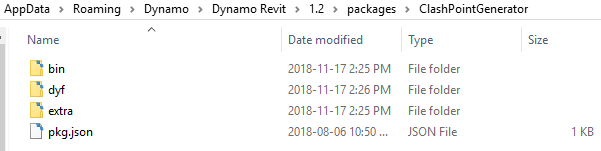 AppData > Roaming > Dynamo > Dynamo Revit > 1.2 > packages > ClashPointGenerator
Name Date modified Type Size
bin 2018-11-17 2:25 PM File folder
dyf 2018-11-17 2:26 PM File folder
extra 2018-11-17 2:25 PM File folder
pkg.json 2018-08-06 10:50 ... JSON File 1 KB